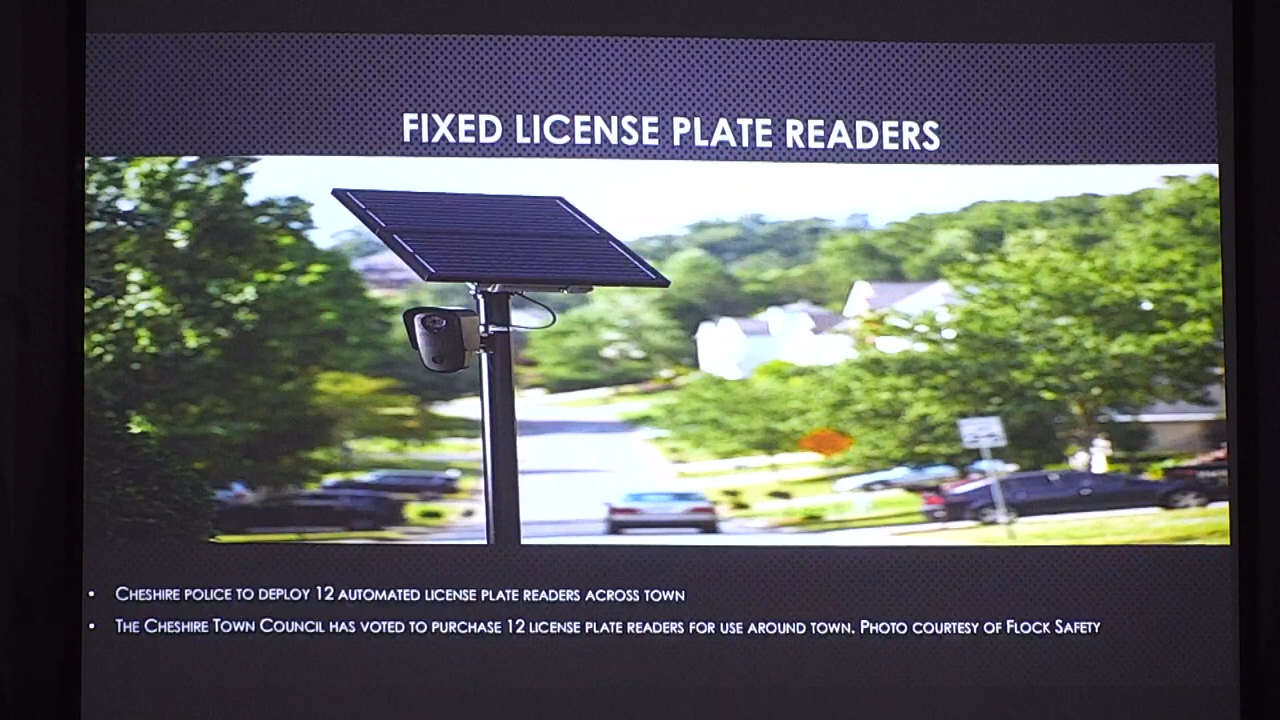 FIXED LICENSE PLATE READERS
• CHESHIRE POLICE TO DEPLOY 12 AUTOMATED LICENSE PLATE READERS ACROSS TOWN
• THE CHESHIRE TOWN COUNCIL HAS VOTED TO PURCHASE 12 LICENSE PLATE READERS FOR USE AROUND TOWN. PHOTO COURTESY OF FLOCK SAFETY